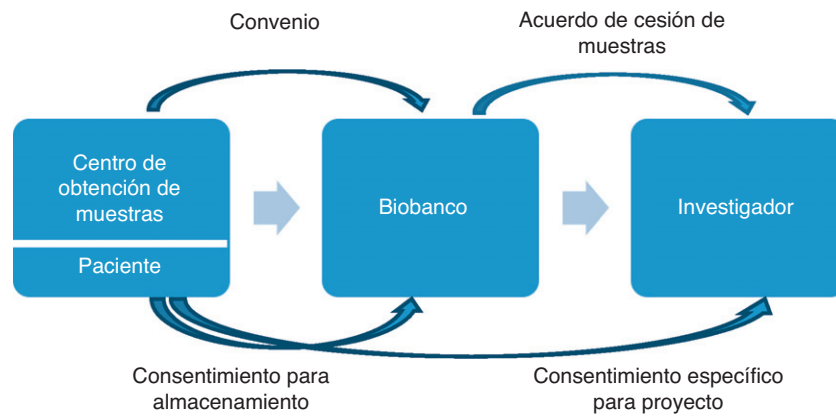 Convenio
Acuerdo de cesión de
muestras
Centro de
obtención de
muestras
Paciente
Biobanco
Investigador
Consentimiento para
almacenamiento
Consentimiento específico
para proyecto